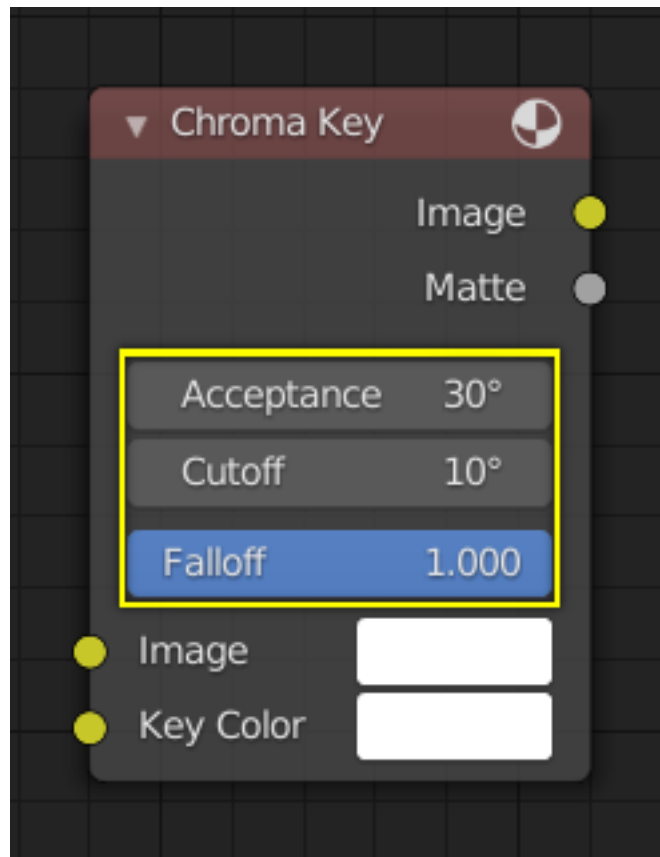 Chroma Key
Image
Matte
Acceptance 30°
Cutoff 10°
Falloff 1.000
Image
Key Color